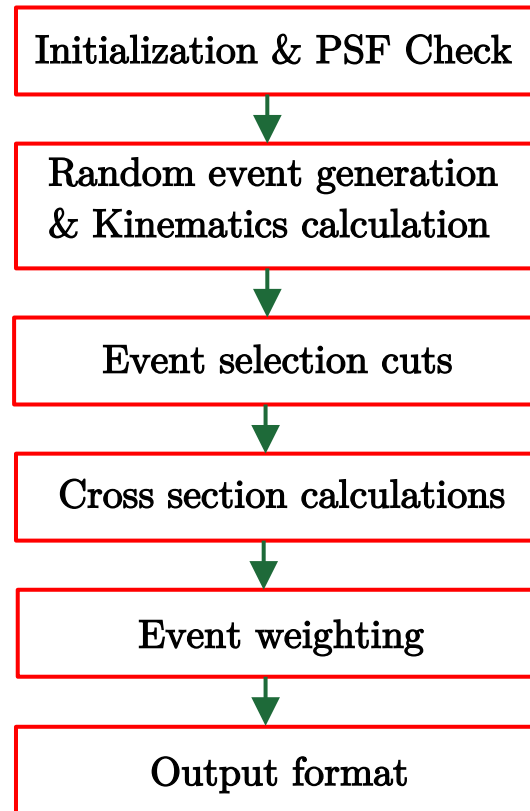 Initialization & PSF Check
Random event generation
& Kinematics calculation
Event selection cuts
Cross section calculations
Event weighting
Output format